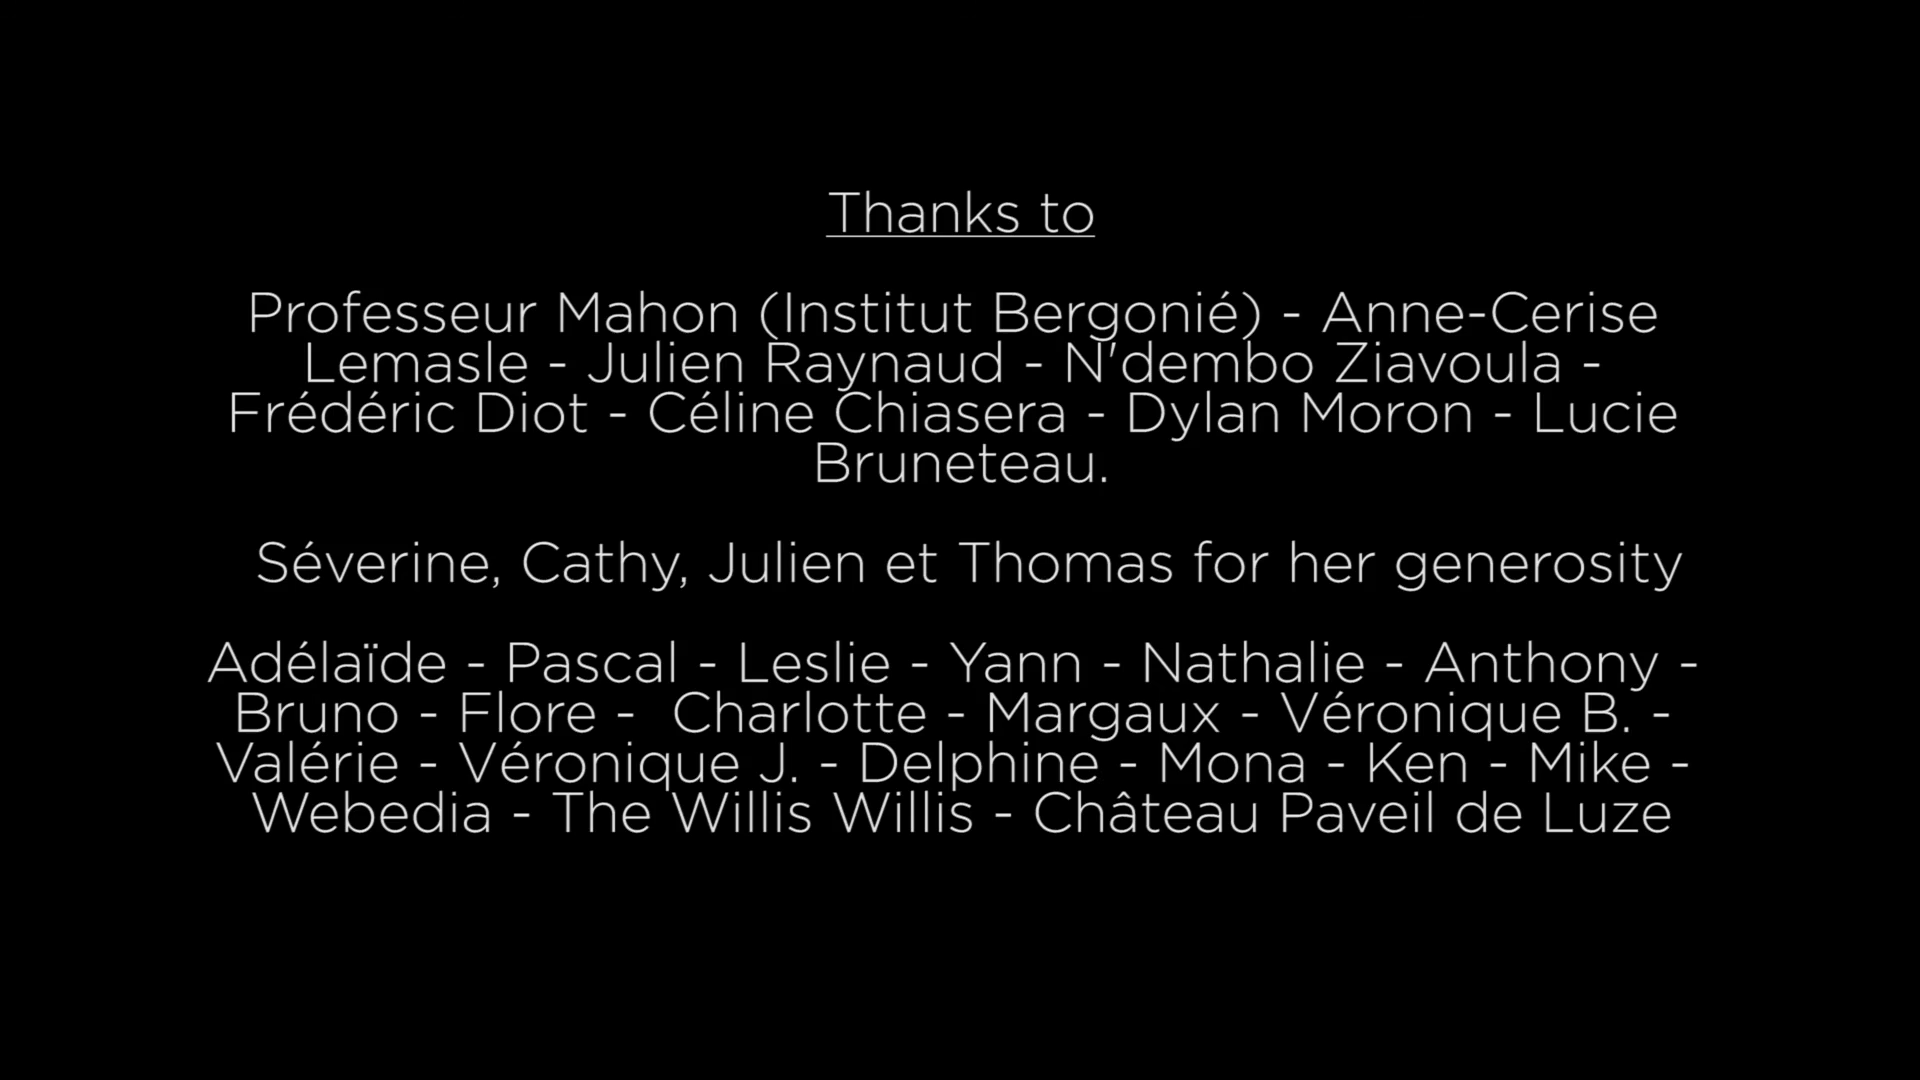 Thanks to
Professeur Mahon (Institut Bergonié) - Anne-Cerise
Lemasle - Julien Raynaud - N'dembo Ziavoula -
Frédéric Diot - Céline Chiasera - Dylan Moron - Lucie
Bruneteau.
Séverine, Cathy, Julien et Thomas for her generosity
Adélaïde - Pascal - Leslie - Yann - Nathalie - Anthony -
Bruno - Flore -  Charlotte - Margaux - Véronique B. -
Valérie - Véronique J. - Delphine - Mona - Ken - Mike -
Webedia - The Willis Willis - Château Paveil de Luze